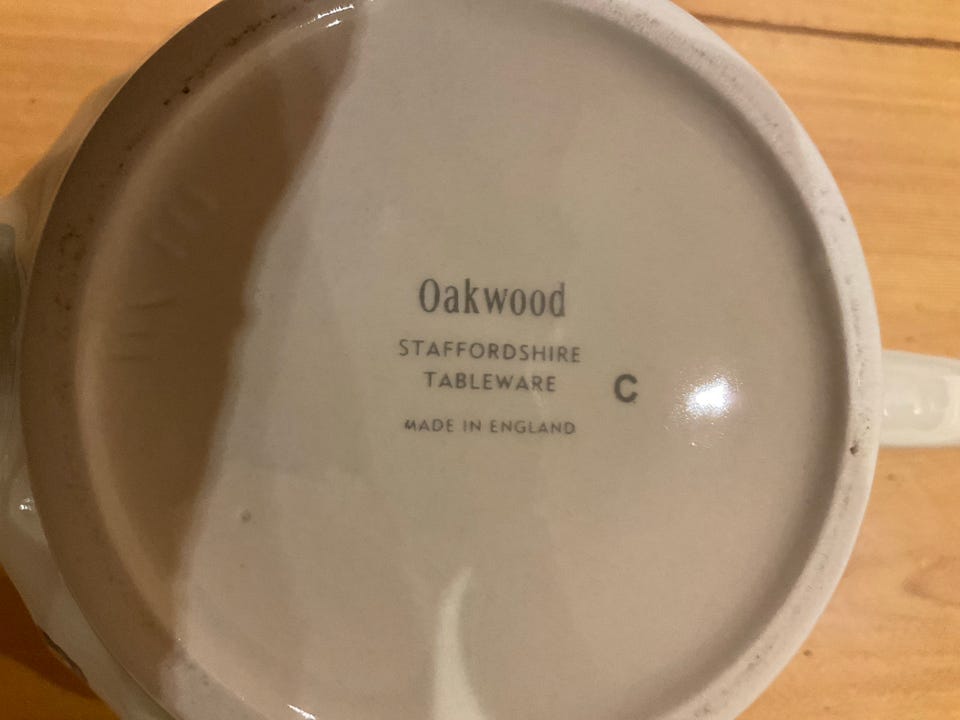 Oakwood
STAFFORDSHIRE
TABLEWARE
C
MADE IN ENGLAND